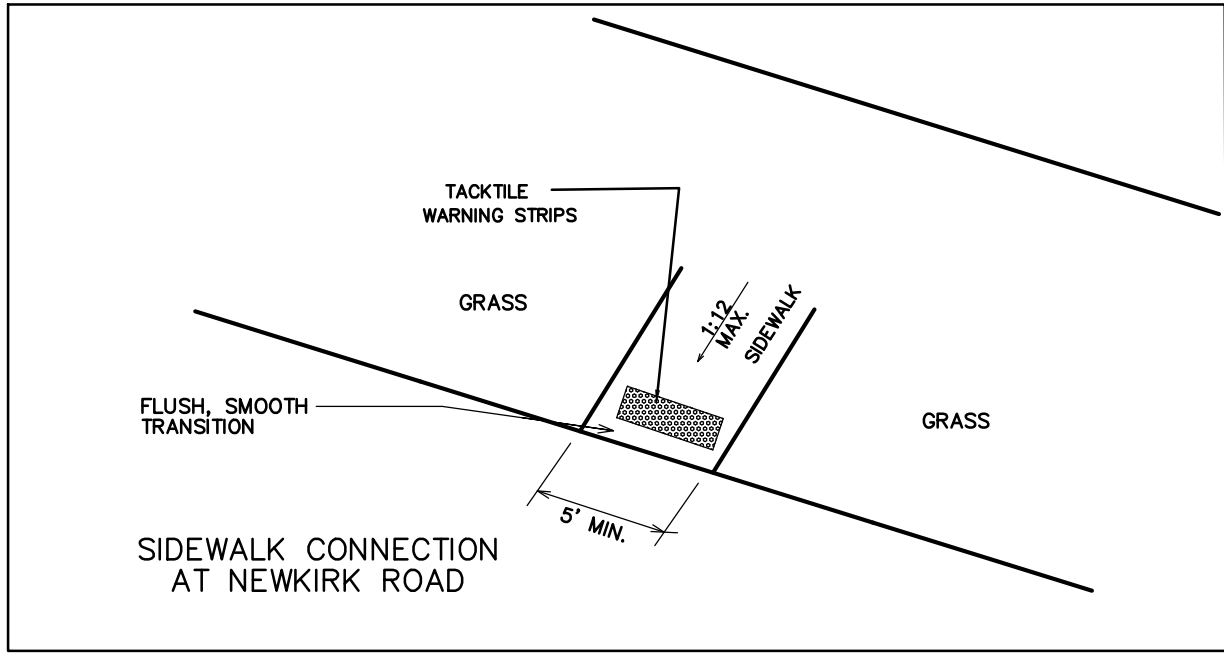 TACKTILE
WARNING STRIPS
GRASS
1:12
MAX.
SIDEWALK
FLUSH, SMOOTH
TRANSITION
GRASS
5' MIN.
SIDEWALK CONNECTION
AT NEWKIRK ROAD